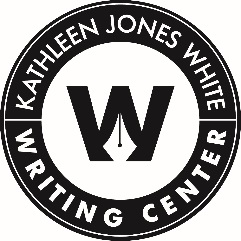 KATHLEEN JONES WHITE
W
WRITING CENTER